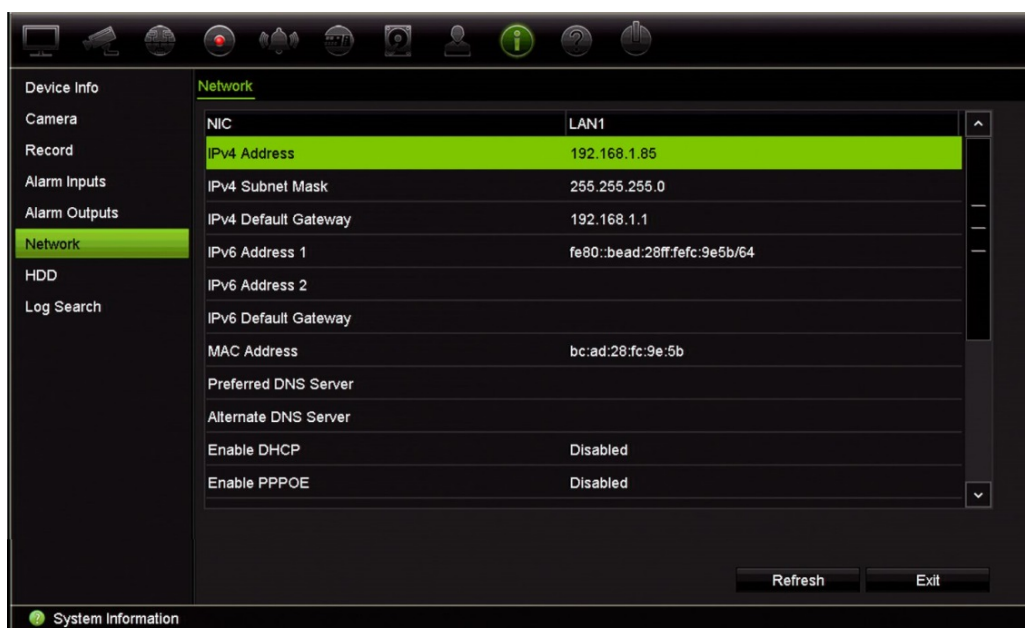 Device Info
Camera
Record
Alarm Inputs
Alarm Outputs
Network
HDD
Log Search
Network
NIC LAN1
IPv4 Address 192.168.1.85
IPv4 Subnet Mask 255.255.255.0
IPv4 Default Gateway 192.168.1.1
IPv6 Address 1 fe80::bead:28ff:fefc:9e5b/64
IPv6 Address 2
IPv6 Default Gateway
MAC Address bc:ad:28:fc:9e:5b
Preferred DNS Server
Alternate DNS Server
Enable DHCP Disabled
Enable PPPOE Disabled
Refresh Exit
System Information